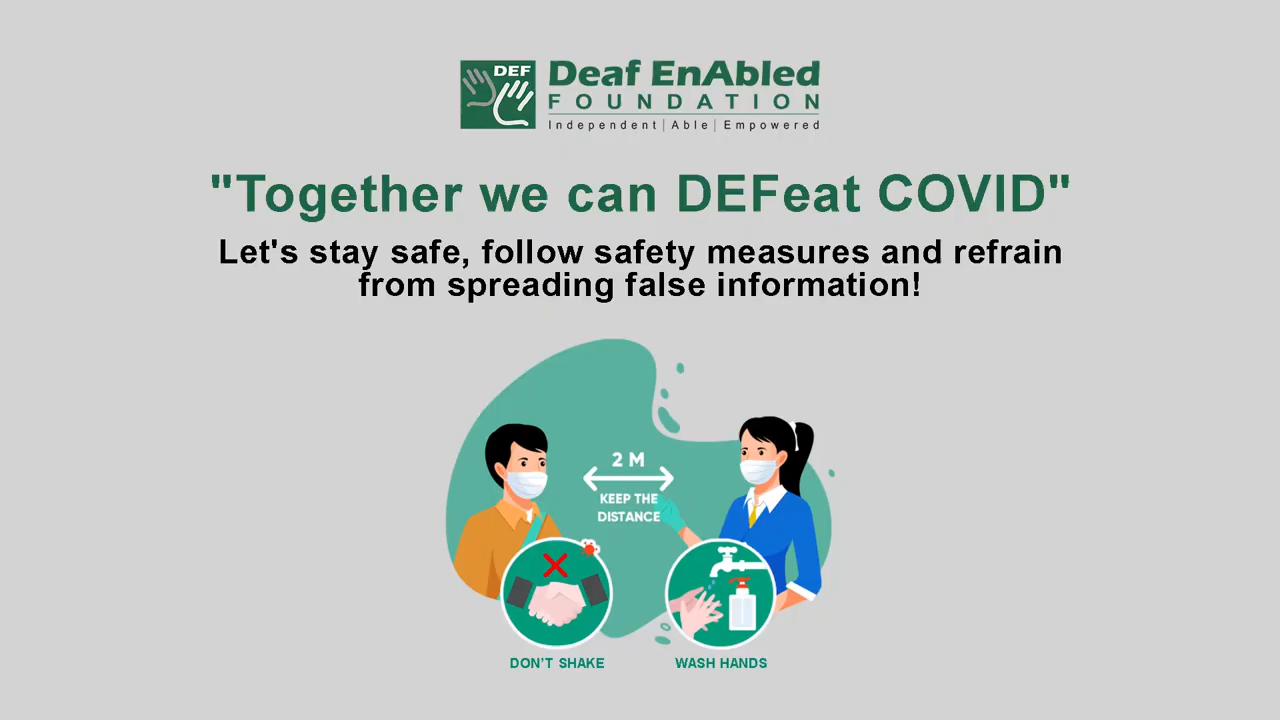 DEF
Deaf EnAbled
FOUNDATION
Independent | Able | Empowered
"Together we can DEFeat COVID"
Let's stay safe, follow safety measures and refrain
from spreading false information!
2 M
KEEP THE
DISTANCE
DON'T SHAKE
WASH HANDS